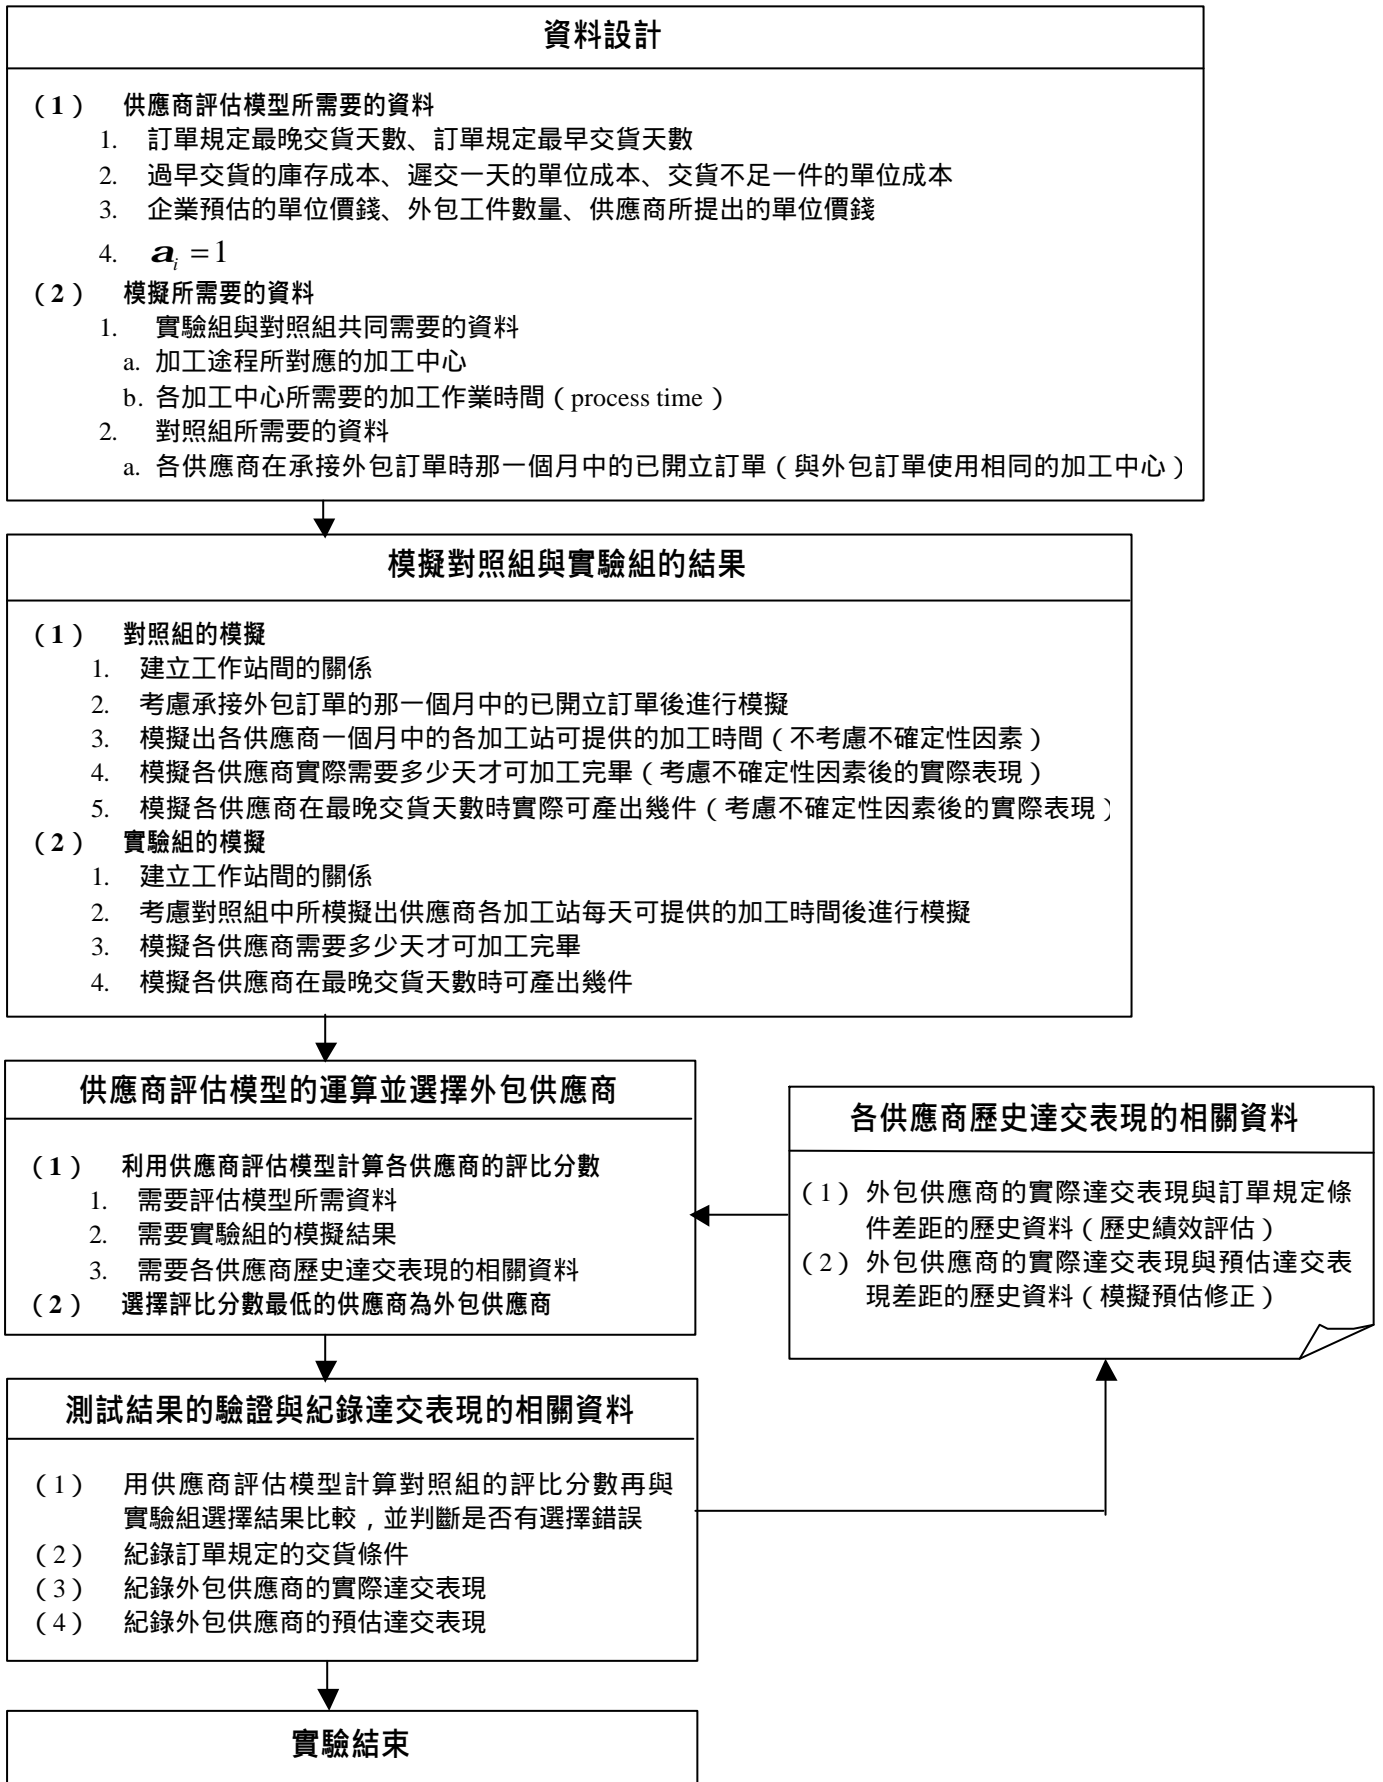 資料設計
(1) 供應商評估模型所需要的資料
1. 訂單規定最晚交貨天數、訂單規定最早交貨天數
2. 過早交貨的庫存成本、遲交一天的單位成本、交貨不足一件的單位成本
3. 企業預估的單位價錢、外包工件數量、供應商所提出的單位價錢
4. a_i = 1
(2) 模擬所需要的資料
1. 實驗組與對照組共同需要的資料
a. 加工途程所對應的加工中心
b. 各加工中心所需要的加工作業時間(process time)
2. 對照組所需要的資料
a. 各供應商在承接外包訂單時那一個月中的已開立訂單(與外包訂單使用相同的加工中心)
模擬對照組與實驗組的結果
(1) 對照組的模擬
1. 建立工作站間的關係
2. 考慮承接外包訂單的那一個月中的已開立訂單後進行模擬
3. 模擬出各供應商一個月中的各加工站可提供的加工時間(不考慮不確定性因素)
4. 模擬各供應商實際需要多少天才可加工完畢(考慮不確定性因素後的實際表現)
5. 模擬各供應商在最晚交貨天數時實際可產出幾件(考慮不確定性因素後的實際表現)
(2) 實驗組的模擬
1. 建立工作站間的關係
2. 考慮對照組中所模擬出供應商各加工站每天可提供的加工時間後進行模擬
3. 模擬各供應商需要多少天才可加工完畢
4. 模擬各供應商在最晚交貨天數時可產出幾件
供應商評估模型的運算並選擇外包供應商
(1) 利用供應商評估模型計算各供應商的評比分數
1. 需要評估模型所需資料
2. 需要實驗組的模擬結果
3. 需要各供應商歷史達交表現的相關資料
(2) 選擇評比分數最低的供應商為外包供應商
各供應商歷史達交表現的相關資料
(1) 外包供應商的實際達交表現與訂單規定條
件差距的歷史資料(歷史績效評估)
(2) 外包供應商的實際達交表現與預估達交表
現差距的歷史資料(模擬預估修正)
測試結果的驗證與紀錄達交表現的相關資料
(1) 用供應商評估模型計算對照組的評比分數再與
實驗組選擇結果比較,並判斷是否有選擇錯誤
(2) 紀錄訂單規定的交貨條件
(3) 紀錄外包供應商的實際達交表現
(4) 紀錄外包供應商的預估達交表現
實驗結束